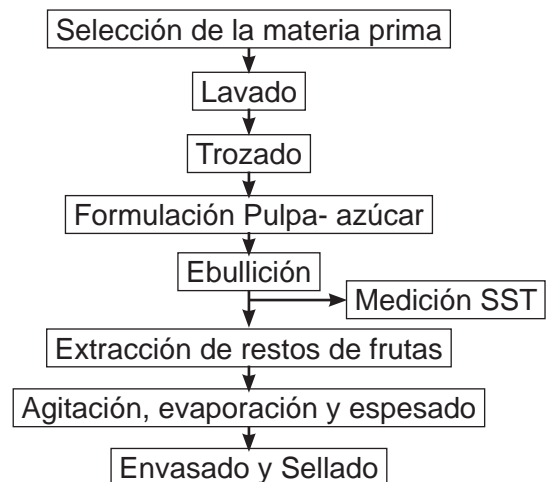 Selección de la materia prima
Lavado
Trozado
Formulación Pulpa- azúcar
Ebullición
Medición SST
Extracción de restos de frutas
Agitación, evaporación y espesado
Envasado y Sellado